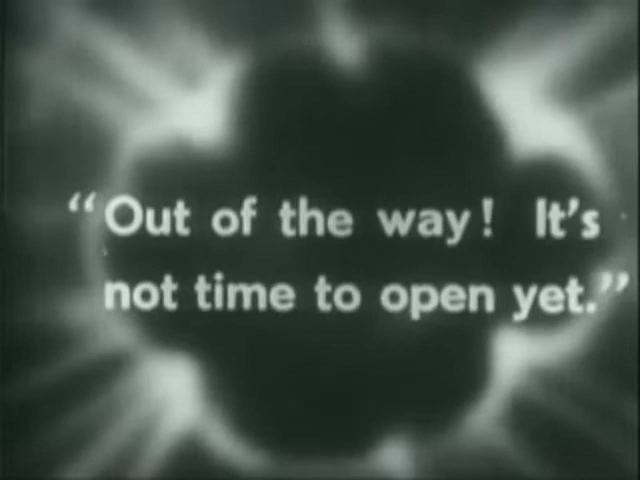 “Out of the way! It’s
not time to open yet.”